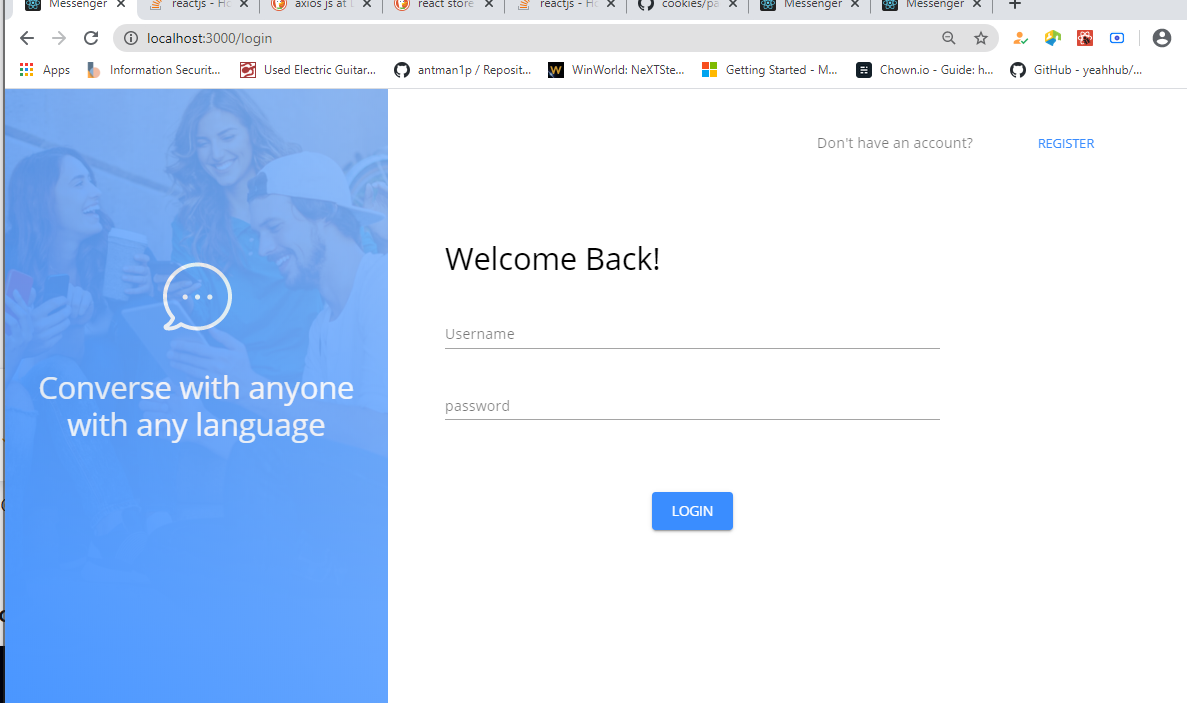 Messenger
reactjs - Ho
axios js at
react store
reactjs - Ho
cookies/pa
Messenger
Messenger
localhost:3000/login
Apps
Information Securit...
Used Electric Guitar...
antman1p / Reposit...
WinWorld: NeXTSte...
Getting Started - M...
Chown.io - Guide: h...
GitHub - yeahhub/...
Don't have an account?
REGISTER
Welcome Back!
Username
password
LOGIN
Converse with anyone
with any language